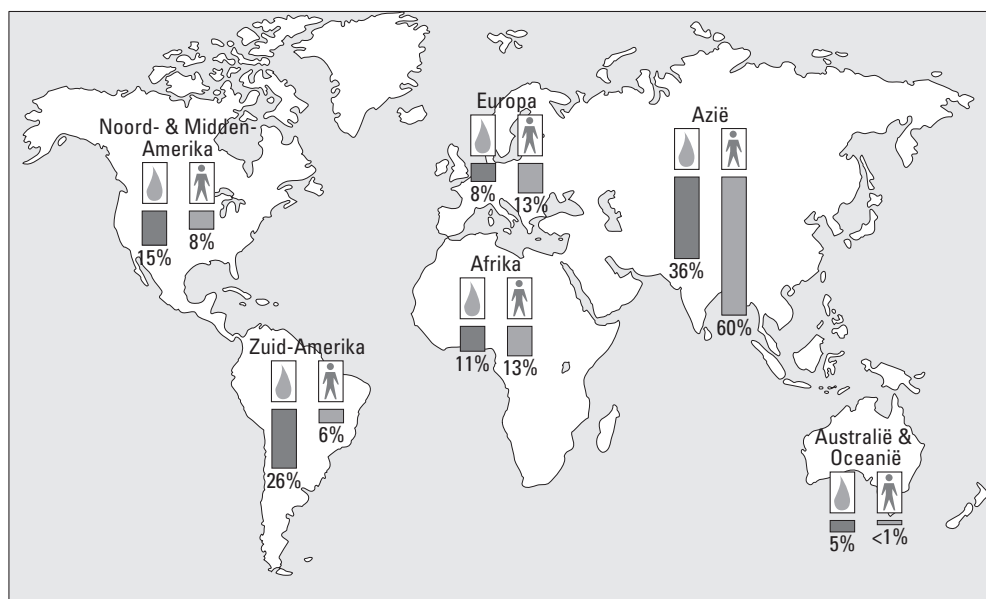 Noord- & Midden-
Amerika
15%
8%
Europa
8%
13%
Azië
36%
60%
Afrika
11%
13%
Zuid-Amerika
26%
6%
Australië &
Oceanië
5%
<1%